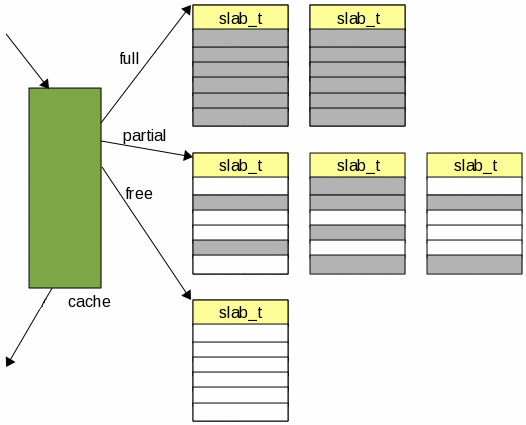 slab_t slab_t
full
partial
slab_t slab_t slab_t
free
cache
slab_t